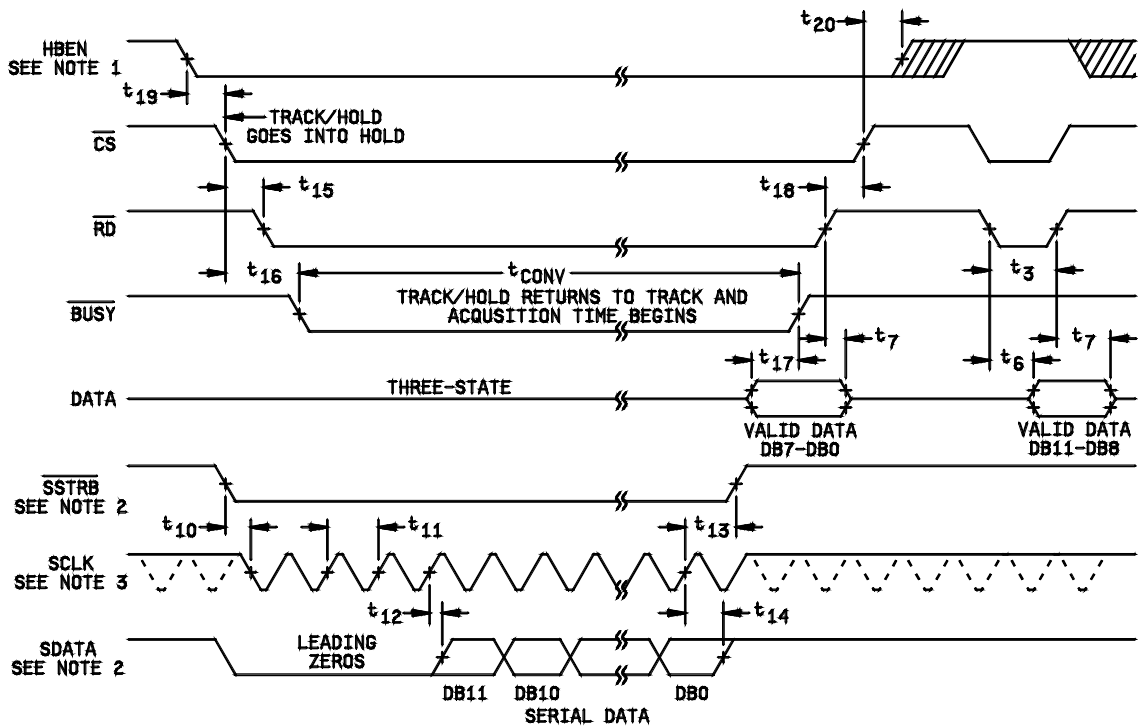 t20
HBEN
SEE NOTE 1
t19
TRACK/HOLD
GOES INTO HOLD
CS
t15
t18
RD
t16
tCONV
t3
TRACK/HOLD RETURNS TO TRACK AND
ACQUSITION TIME BEGINS
BUSY
t17
t7
t6
t7
THREE-STATE
DATA
VALID DATA
DB7-DB0
VALID DATA
DB11-DB8
SSTRB
SEE NOTE 2
t10
t11
t13
SCLK
SEE NOTE 3
t12
t14
SDATA
SEE NOTE 2
LEADING
ZEROS
DB11
DB10
DB0
SERIAL DATA